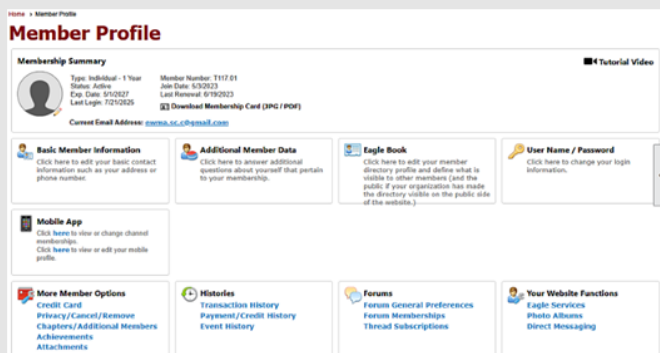 Home > Member Profile
Member Profile
Membership Summary
Tutorial Video
Type: Individual - 1 Year
Status: Active
Exp. Date: 5/1/2027
Last Login: 7/21/2025
Member Number: T117.01
Join Date: 5/3/2023
Last Renewal: 6/19/2023
Download Membership Card (JPG / PDF)
Current Email Address: ewma.sc.c@gmail.com
Basic Member Information
Click here to edit your basic contact
information such as your address or
phone number.
Additional Member Data
Click here to answer additional
questions about yourself that pertain
to your membership.
Eagle Book
Click here to edit your member
directory profile and define what is
visible to other members (and the
public if your organization has made
the directory visible on the public side
of the website.)
User Name / Password
Click here to change your login
information.
Mobile App
Click here to view or change channel
memberships.
Click here to view or edit your mobile
profile.
More Member Options
Credit Card
Privacy/Cancel/Remove
Chapters/Additional Members
Achievements
Attachments
Histories
Transaction History
Payment/Credit History
Event History
Forums
Forum General Preferences
Forum Memberships
Thread Subscriptions
Your Website Functions
Eagle Services
Photo Albums
Direct Messaging